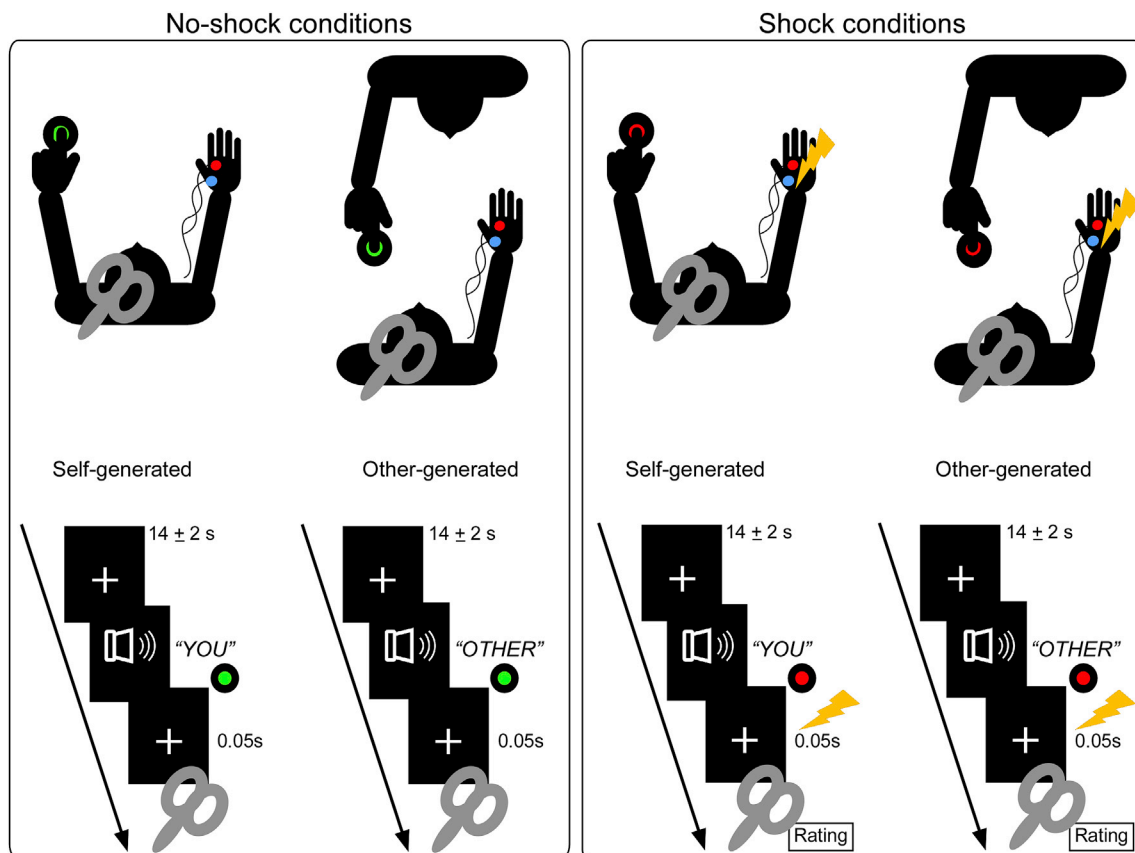 No-shock conditions
Shock conditions
Self-generated
Other-generated
Self-generated
Other-generated
14 ± 2 s
14 ± 2 s
14 ± 2 s
14 ± 2 s
“YOU”
“OTHER”
“YOU”
“OTHER”
0.05s
0.05s
0.05s
0.05s
Rating
Rating